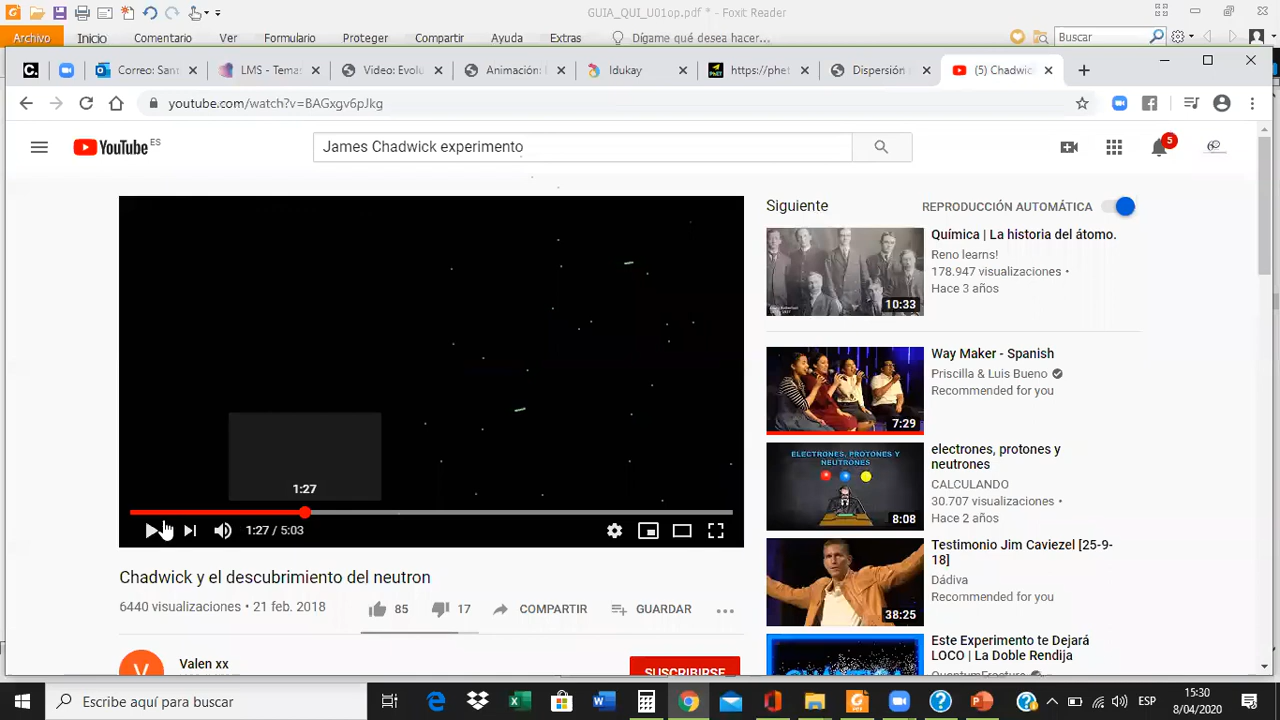 GUIA_QUI_U01op.pdf * - Foxit Reader
Archivo Inicio Comentario Ver Formulario Proteger Compartir Ayuda Extras Dígame qué desea hacer... Buscar
Correo: San LMS - Temas Video: Evolu Animación: Idukay https://phet Dispersión (5) Chadwic
youtube.com/watch?v=BAGxgv6pJkg
YouTube ES
James Chadwick experimento
5
Siguiente REPRODUCCIÓN AUTOMÁTICA
Química | La historia del átomo.
Reno learns!
178.947 visualizaciones •
Hace 3 años
10:33
Way Maker - Spanish
Priscilla & Luis Bueno
Recommended for you
7:29
ELECTRONES, PROTONES Y NEUTRONES
electrones, protones y
neutrones
CALCULANDO
30.707 visualizaciones •
Hace 2 años
8:08
Testimonio Jim Caviezel [25-9-
18]
Dádiva
Recommended for you
38:25
Este Experimento te Dejará
LOCO | La Doble Rendija
QuantumFracture
1:27
1:27 / 5:03
Chadwick y el descubrimiento del neutron
6440 visualizaciones • 21 feb. 2018 85 17 COMPARTIR GUARDAR
V Valen xx
SUSCRIBIRSE
Escribe aquí para buscar
ESP
15:30
8/04/2020